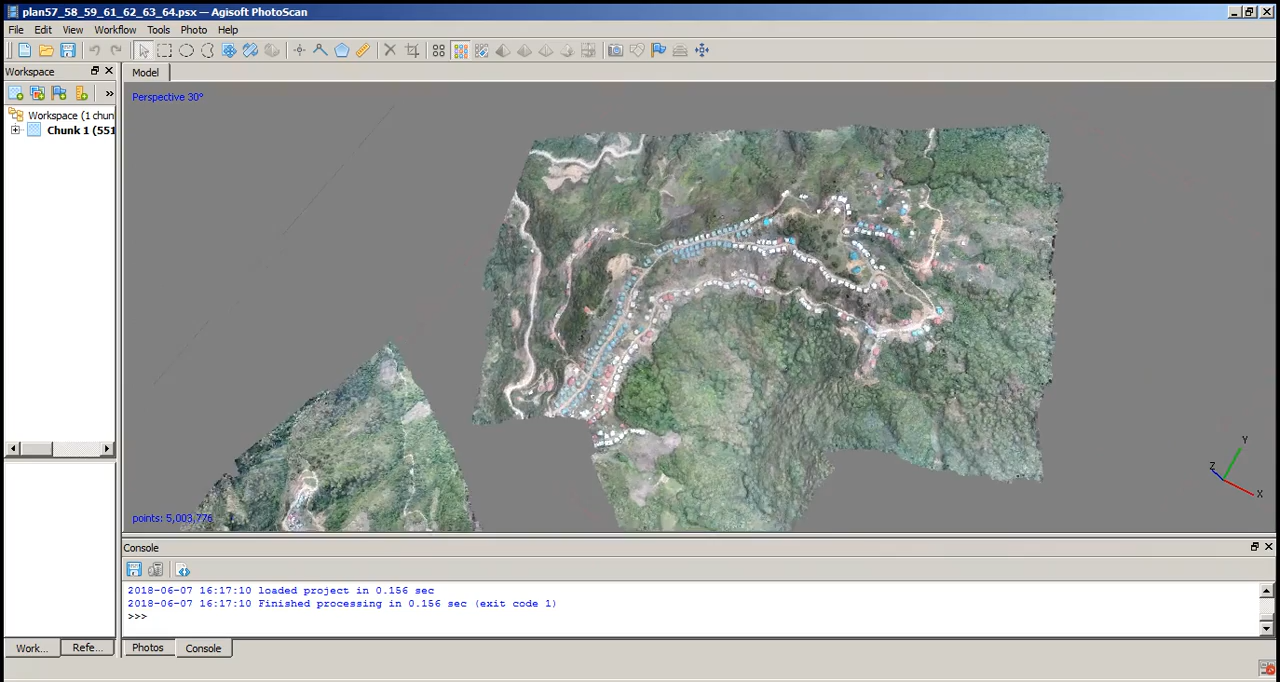 plan57_58_59_61_62_63_64.psx — Agisoft PhotoScan
File Edit View Workflow Tools Photo Help
Workspace
Model
»
Perspective 30°
Workspace (1 chun
Chunk 1 (551
Y
Z
X
points: 5,003,776
Console
2018-06-07 16:17:10 loaded project in 0.156 sec
2018-06-07 16:17:10 Finished processing in 0.156 sec (exit code 1)
>>>
Work... Refe... Photos Console